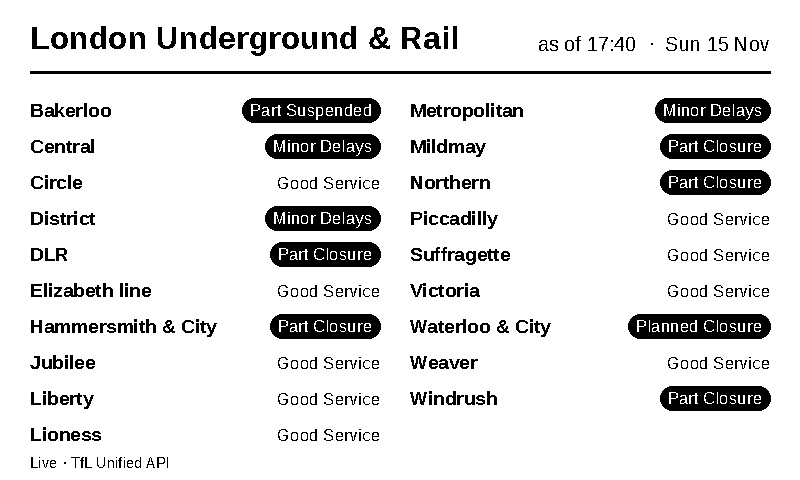 London Underground & Rail
as of 17:40 · Sun 15 Nov
Bakerloo Part Suspended
Central Minor Delays
Circle Good Service
District Minor Delays
DLR Part Closure
Elizabeth line Good Service
Hammersmith & City Part Closure
Jubilee Good Service
Liberty Good Service
Lioness Good Service
Metropolitan Minor Delays
Mildmay Part Closure
Northern Part Closure
Piccadilly Good Service
Suffragette Good Service
Victoria Good Service
Waterloo & City Planned Closure
Weaver Good Service
Windrush Part Closure
Live · TfL Unified API